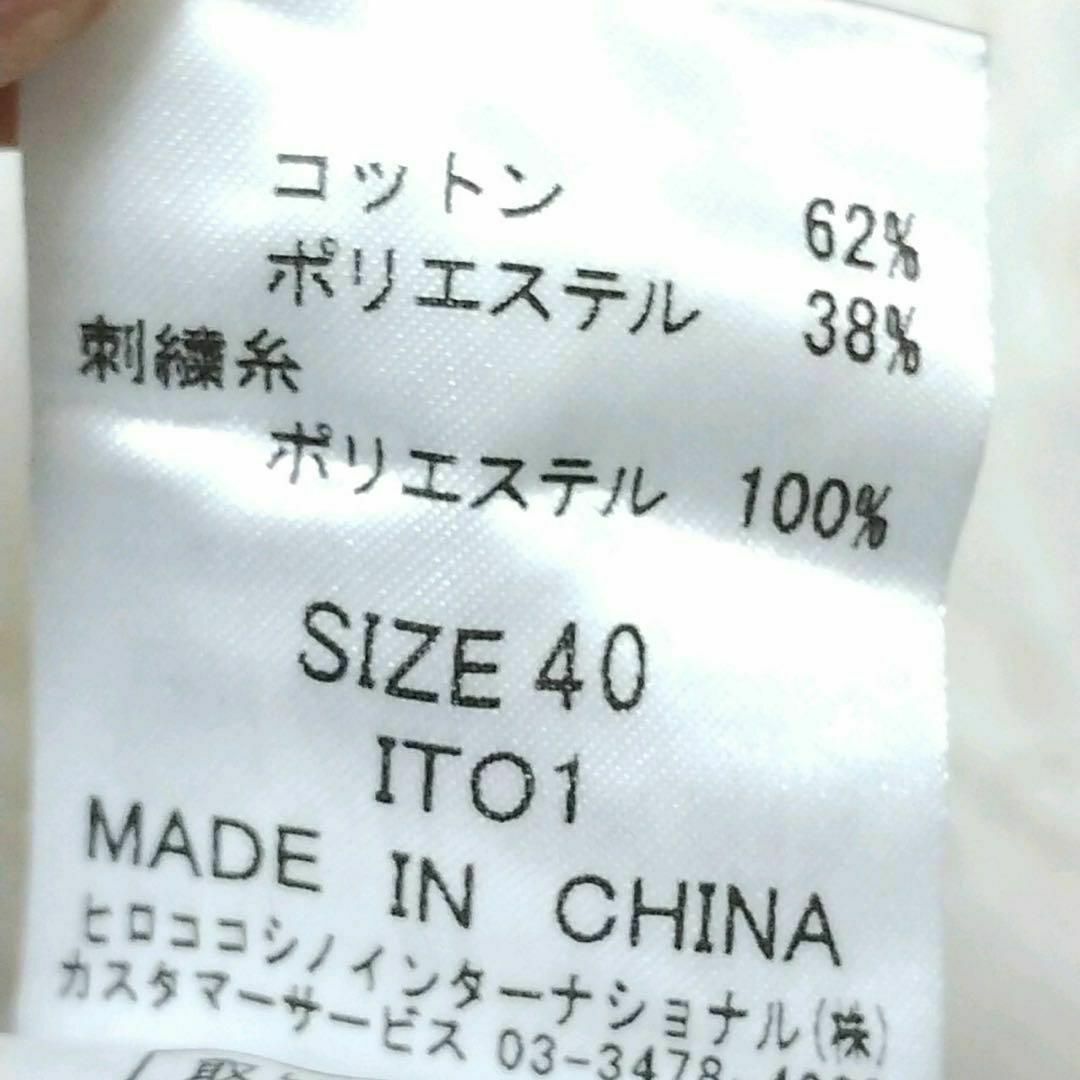 コットン 62%
ポリエステル 38%
刺繍糸
ポリエステル 100%
SIZE 40
ITO1
MADE IN CHINA
ヒロココシノインターナショナル(株)
カスタマーサービス 03-3478-